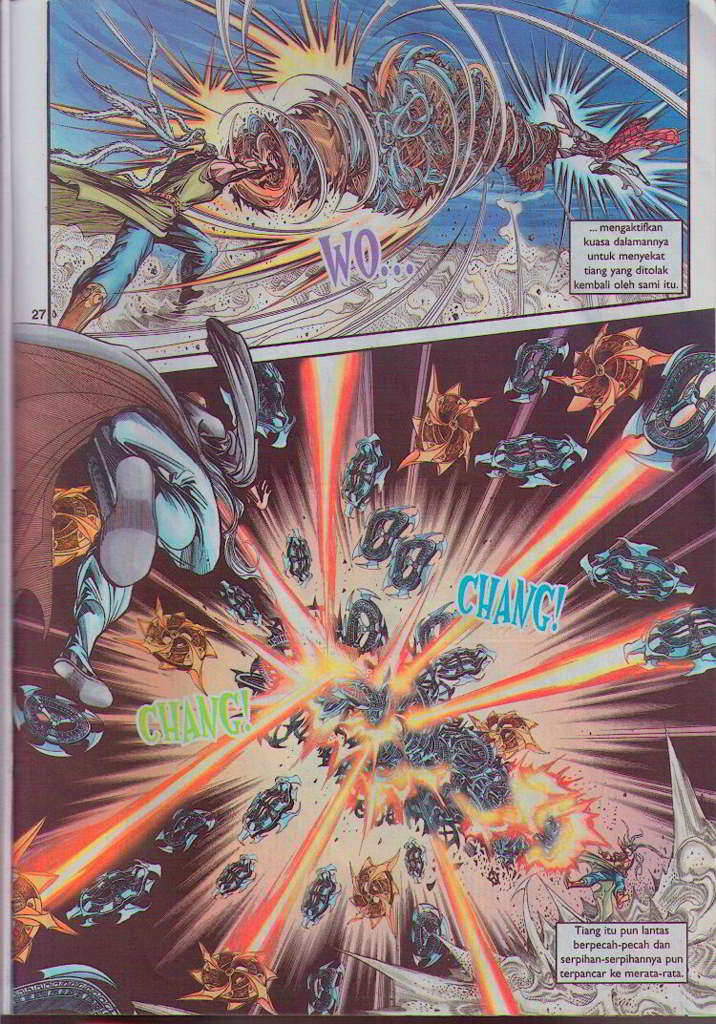 WO...
... mengaktifkan
kuasa dalamannya
untuk menyekat
tiang yang ditolak
kembali oleh sami itu.
27
CHANG!
CHANG!
Tiang itu pun lantas
berpecah-pecah dan
serpihan-serpihannya pun
terpancar ke merata-rata.